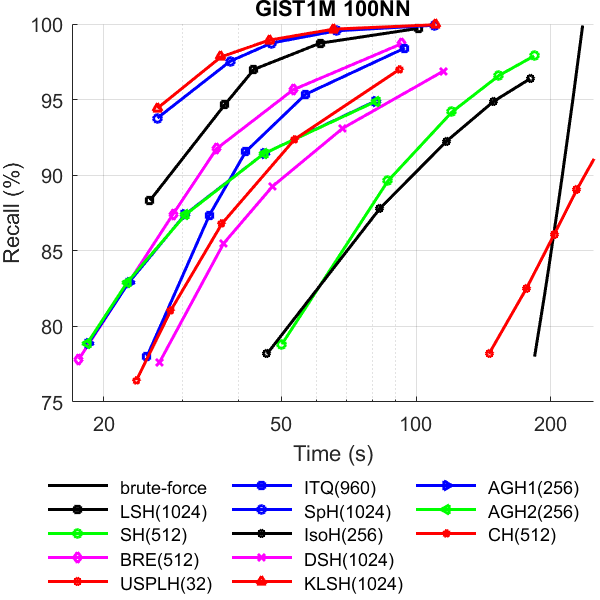 GIST1M 100NN
100
95
90
85
80
75
Recall (%)
20 50 100 200
Time (s)
brute-force ITQ(960) AGH1(256)
LSH(1024) SpH(1024) AGH2(256)
SH(512) IsoH(256) CH(512)
BRE(512) DSH(1024)
USPLH(32) KLSH(1024)